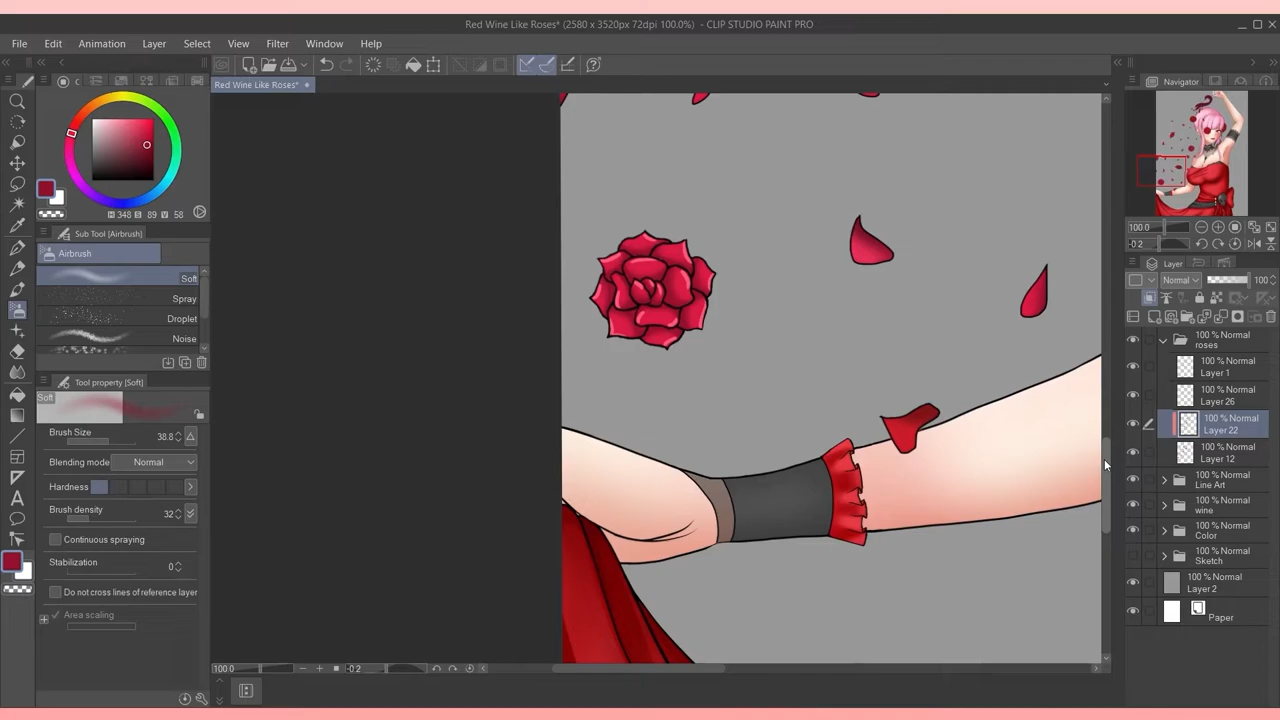 Red Wine Like Roses* (2580 x 3520px 72dpi 100.0%) - CLIP STUDIO PAINT PRO
File Edit Animation Layer Select View Filter Window Help
Red Wine Like Roses*
Navigator
H 348 S 89 V 58
Sub Tool [Airbrush]
Airbrush
Soft
Spray
Droplet
Noise
Tool property [Soft]
Soft
Brush Size 38.8
Blending mode Normal
Hardness
Brush density 32
Continuous spraying
Stabilization 0
Do not cross lines of reference layer
Area scaling
100.0 -0.2
100.0
-0.2
Layer
Normal 100
100 % Normal
roses
100 % Normal
Layer 1
100 % Normal
Layer 26
100 % Normal
Layer 22
100 % Normal
Layer 12
100 % Normal
Line Art
100 % Normal
wine
100 % Normal
Color
100 % Normal
Sketch
100 % Normal
Layer 2
Paper